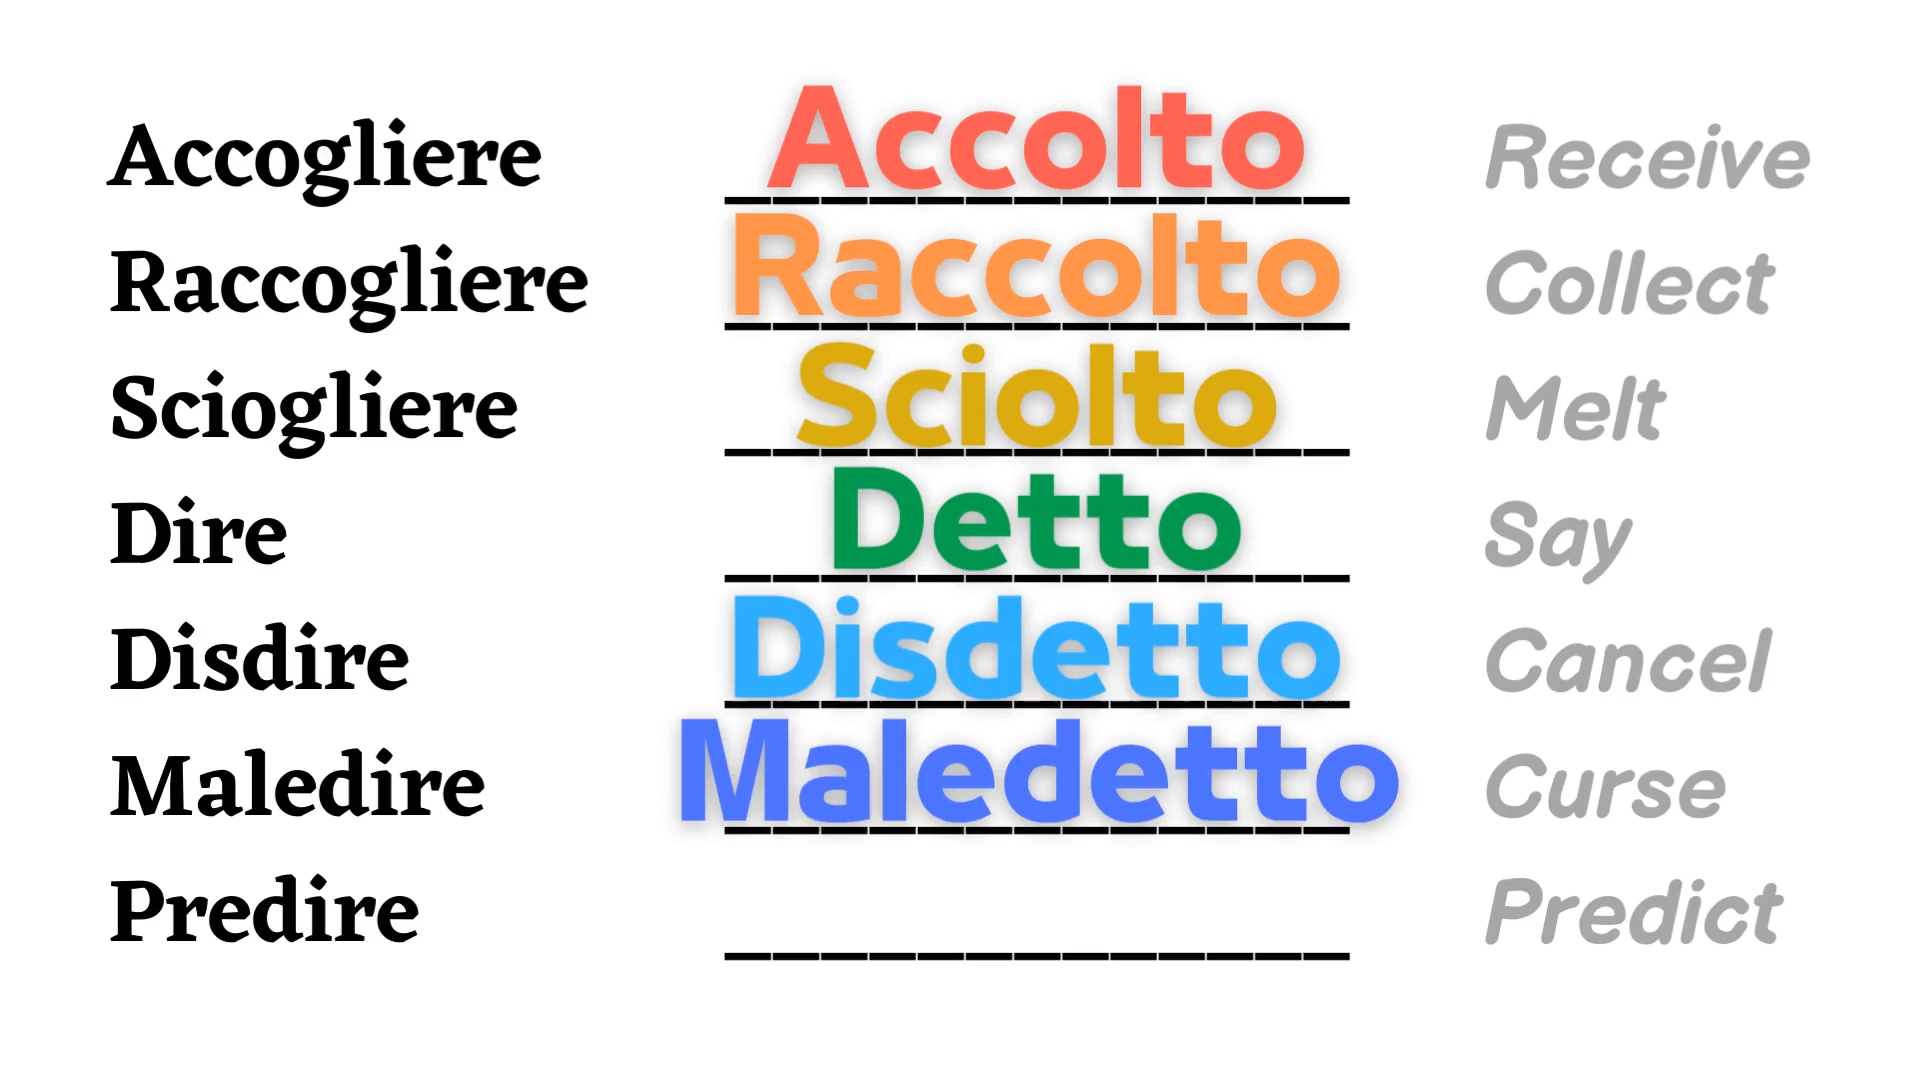 Accogliere Accolto Receive
Raccogliere Raccolto Collect
Sciogliere Sciolto Melt
Dire Detto Say
Disdire Disdetto Cancel
Maledire Maledetto Curse
Predire _____________ Predict